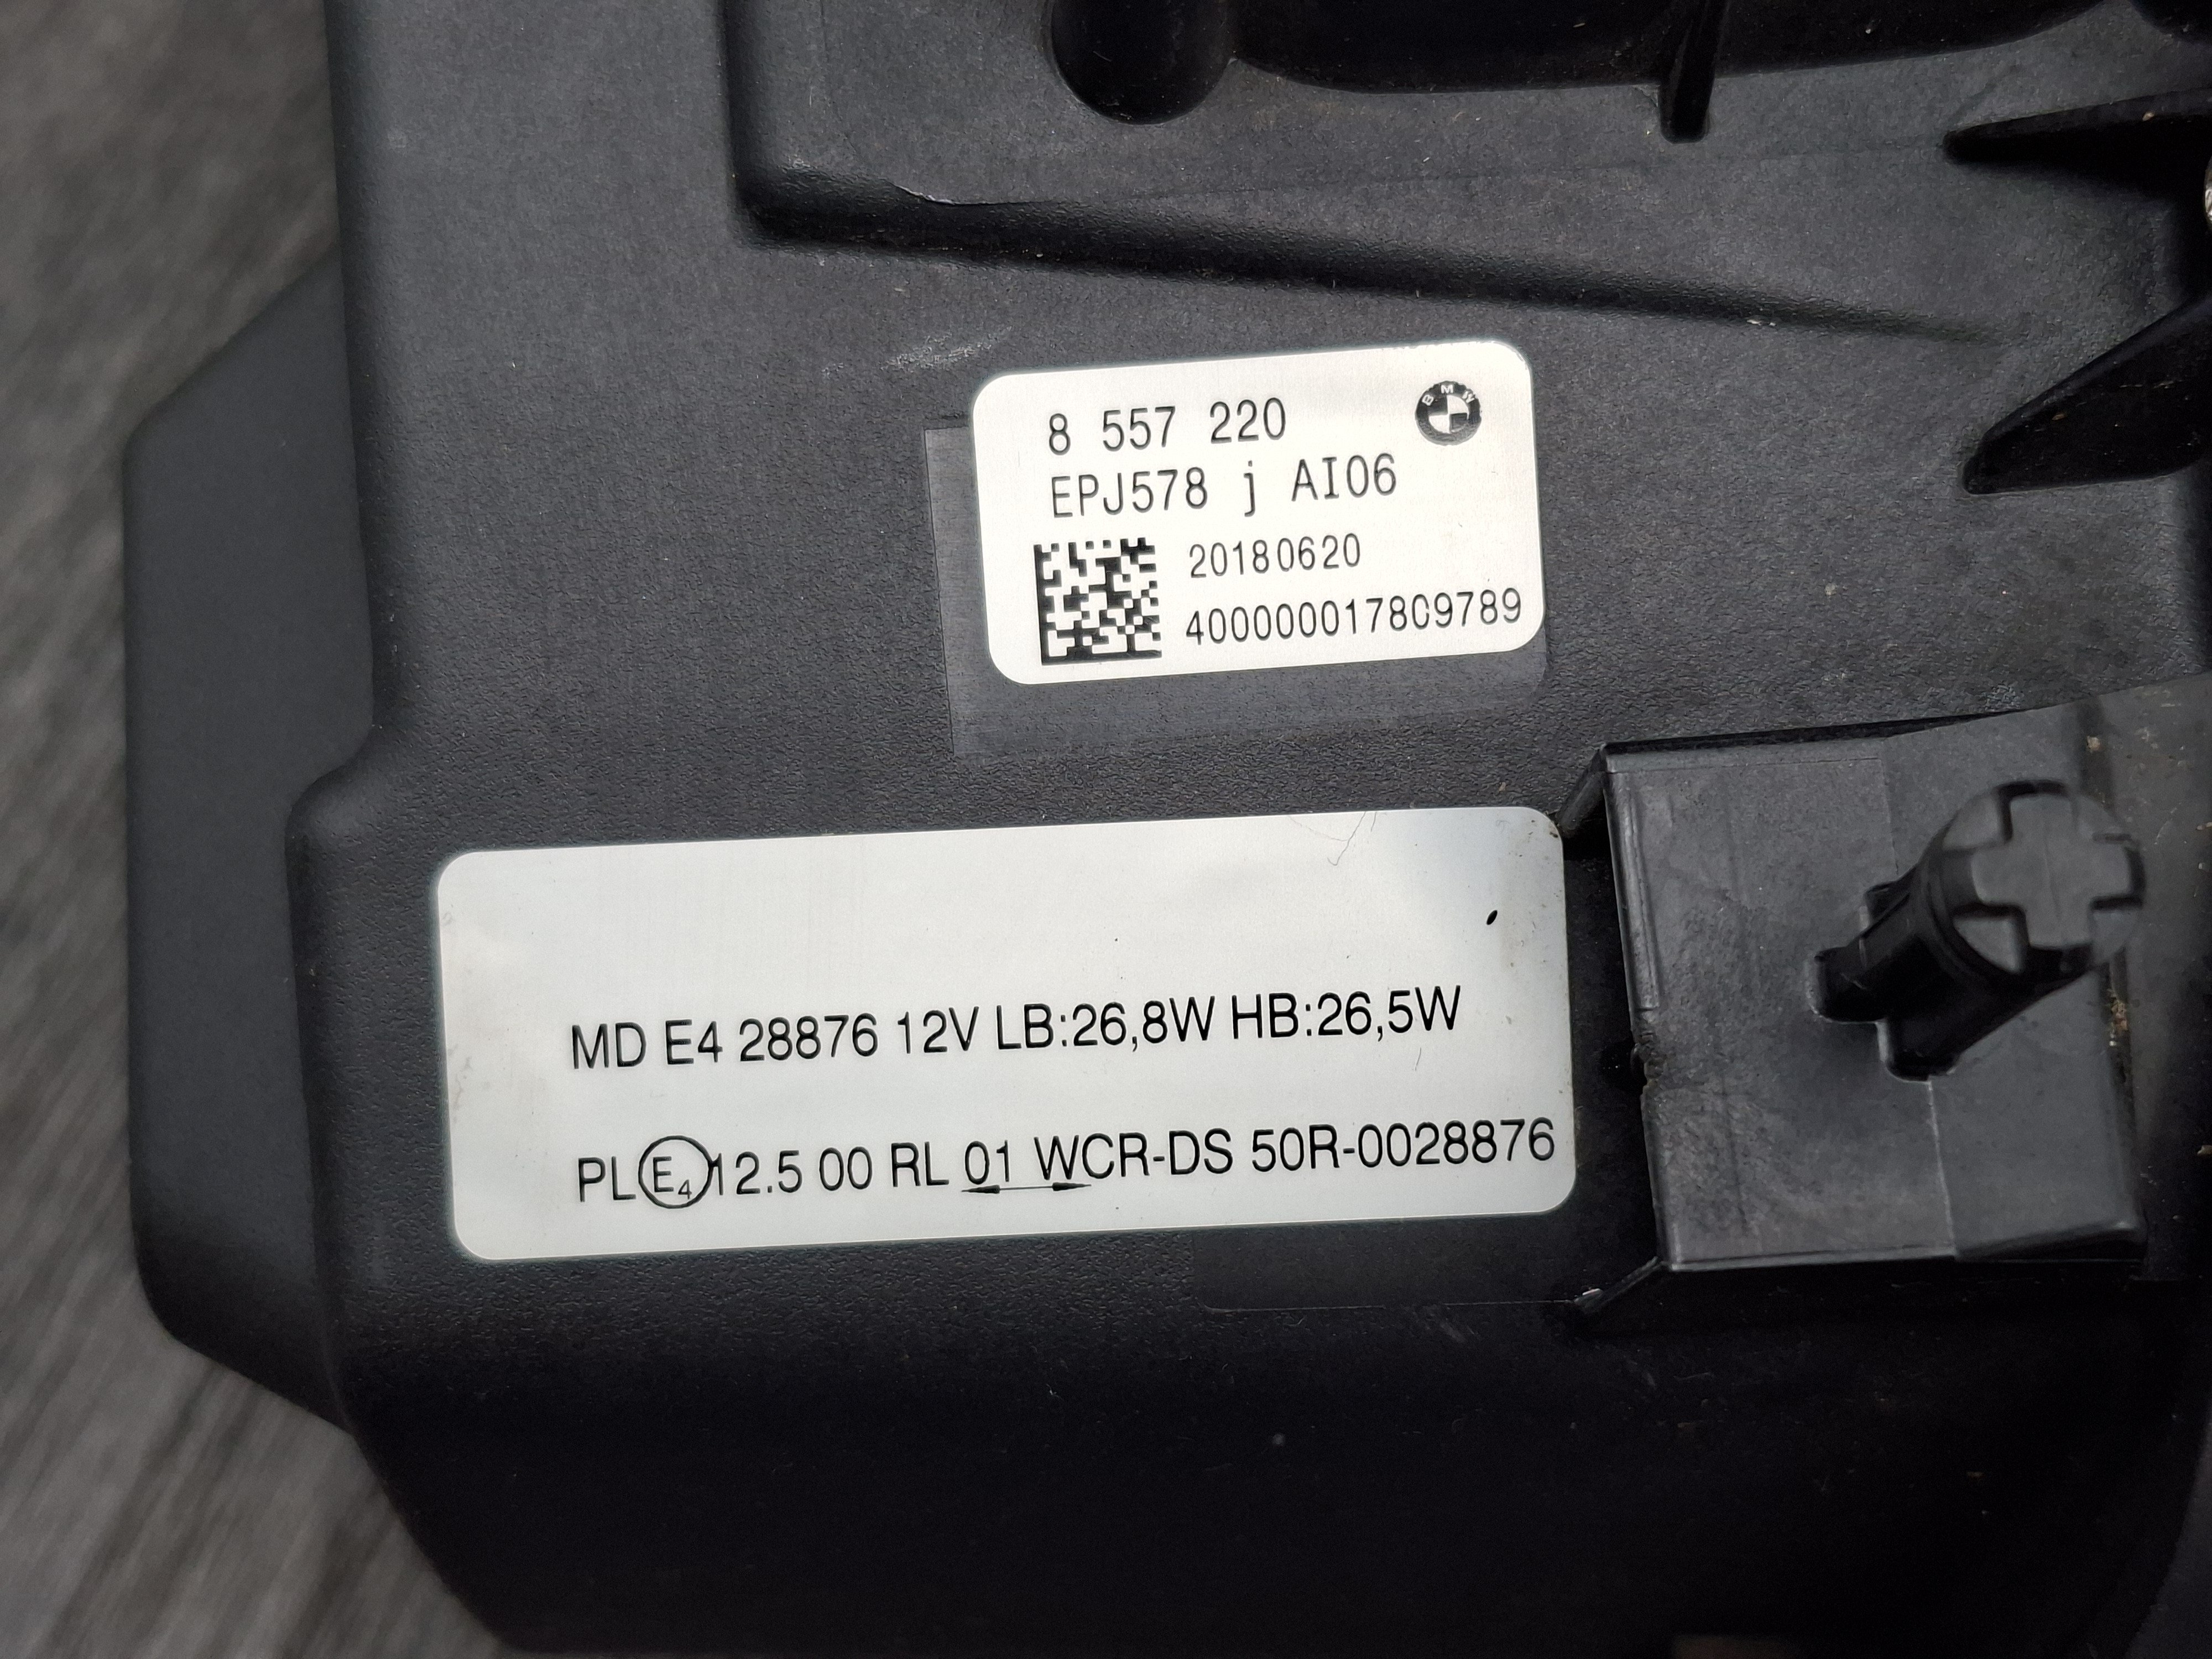 8 557 220
BMW
EPJ578 j AI06
20180620
400000017809789
MD E4 28876 12V LB:26,8W HB:26,5W
PL E4 12.5 00 RL 01 WCR-DS 50R-0028876